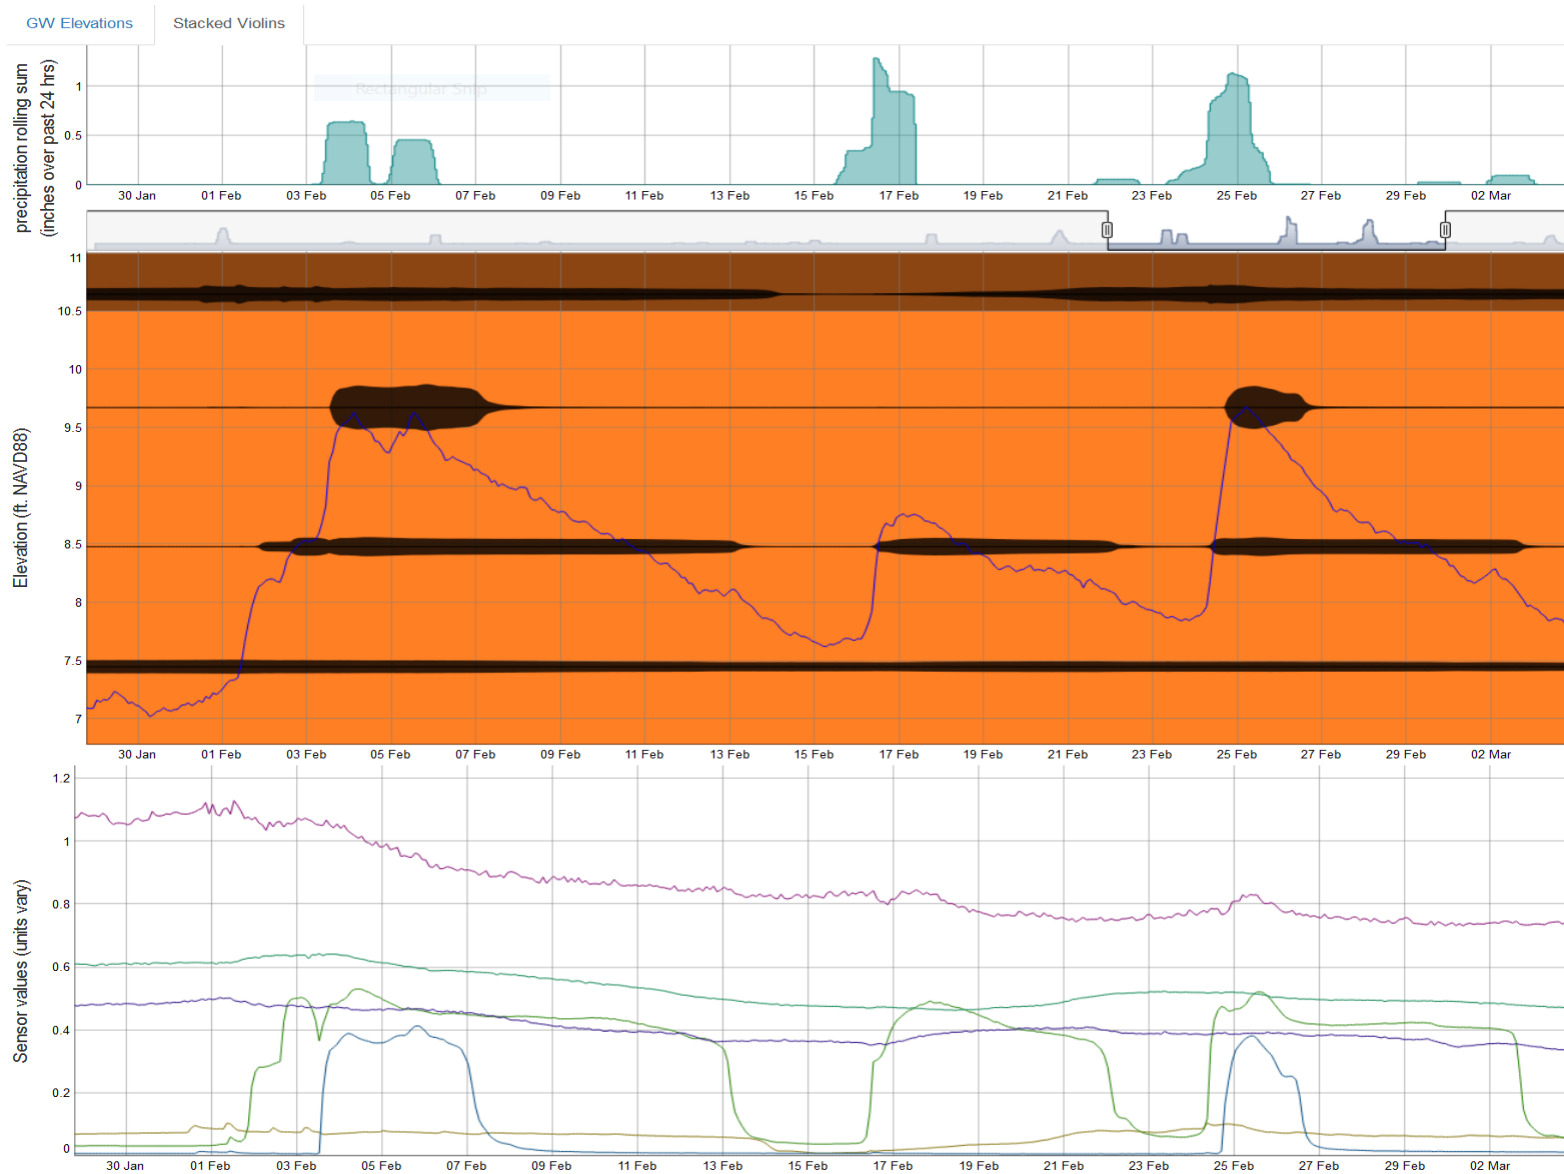 GW Elevations Stacked Violins
precipitation rolling sum
(inches over past 24 hrs)
Rectangular Snip
1
0.5
0
30 Jan 01 Feb 03 Feb 05 Feb 07 Feb 09 Feb 11 Feb 13 Feb 15 Feb 17 Feb 19 Feb 21 Feb 23 Feb 25 Feb 27 Feb 29 Feb 02 Mar
Elevation (ft. NAVD88)
11
10.5
10
9.5
9
8.5
8
7.5
7
30 Jan 01 Feb 03 Feb 05 Feb 07 Feb 09 Feb 11 Feb 13 Feb 15 Feb 17 Feb 19 Feb 21 Feb 23 Feb 25 Feb 27 Feb 29 Feb 02 Mar
Sensor values (units vary)
1.2
1
0.8
0.6
0.4
0.2
0
30 Jan 01 Feb 03 Feb 05 Feb 07 Feb 09 Feb 11 Feb 13 Feb 15 Feb 17 Feb 19 Feb 21 Feb 23 Feb 25 Feb 27 Feb 29 Feb 02 Mar